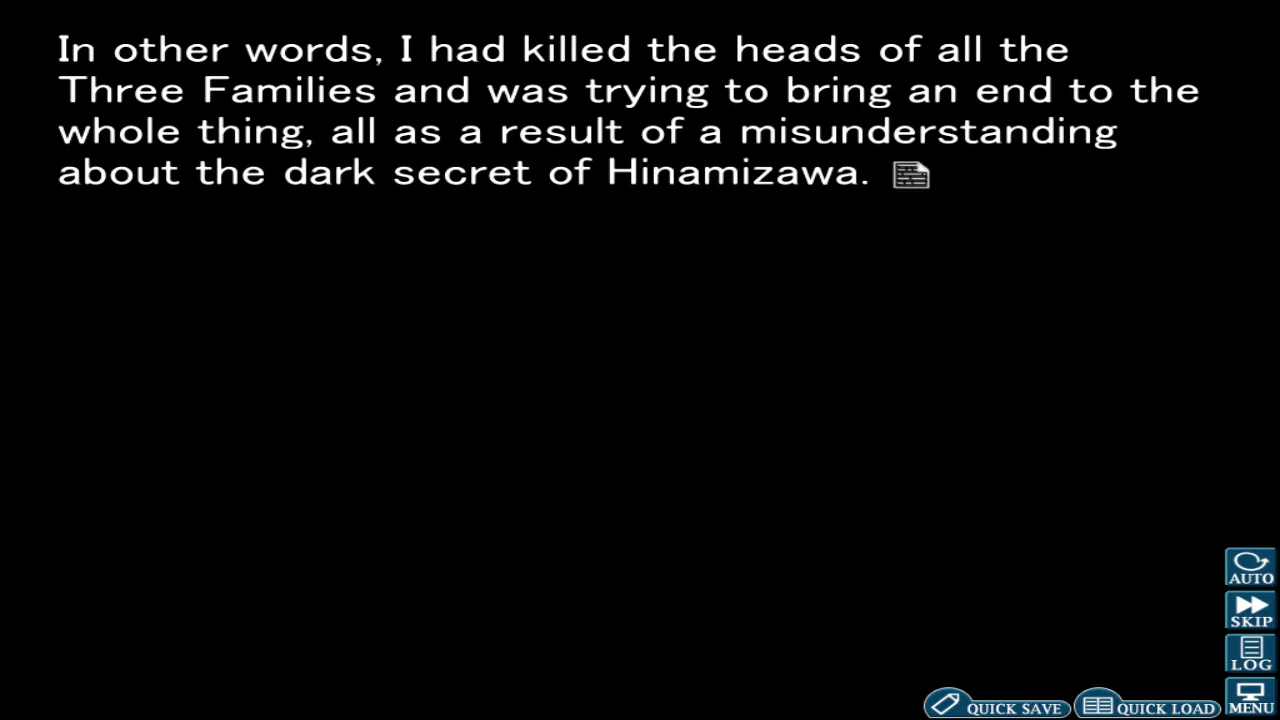 In other words, I had killed the heads of all the
Three Families and was trying to bring an end to the
whole thing, all as a result of a misunderstanding
about the dark secret of Hinamizawa.
AUTO
SKIP
LOG
QUICK SAVE QUICK LOAD MENU